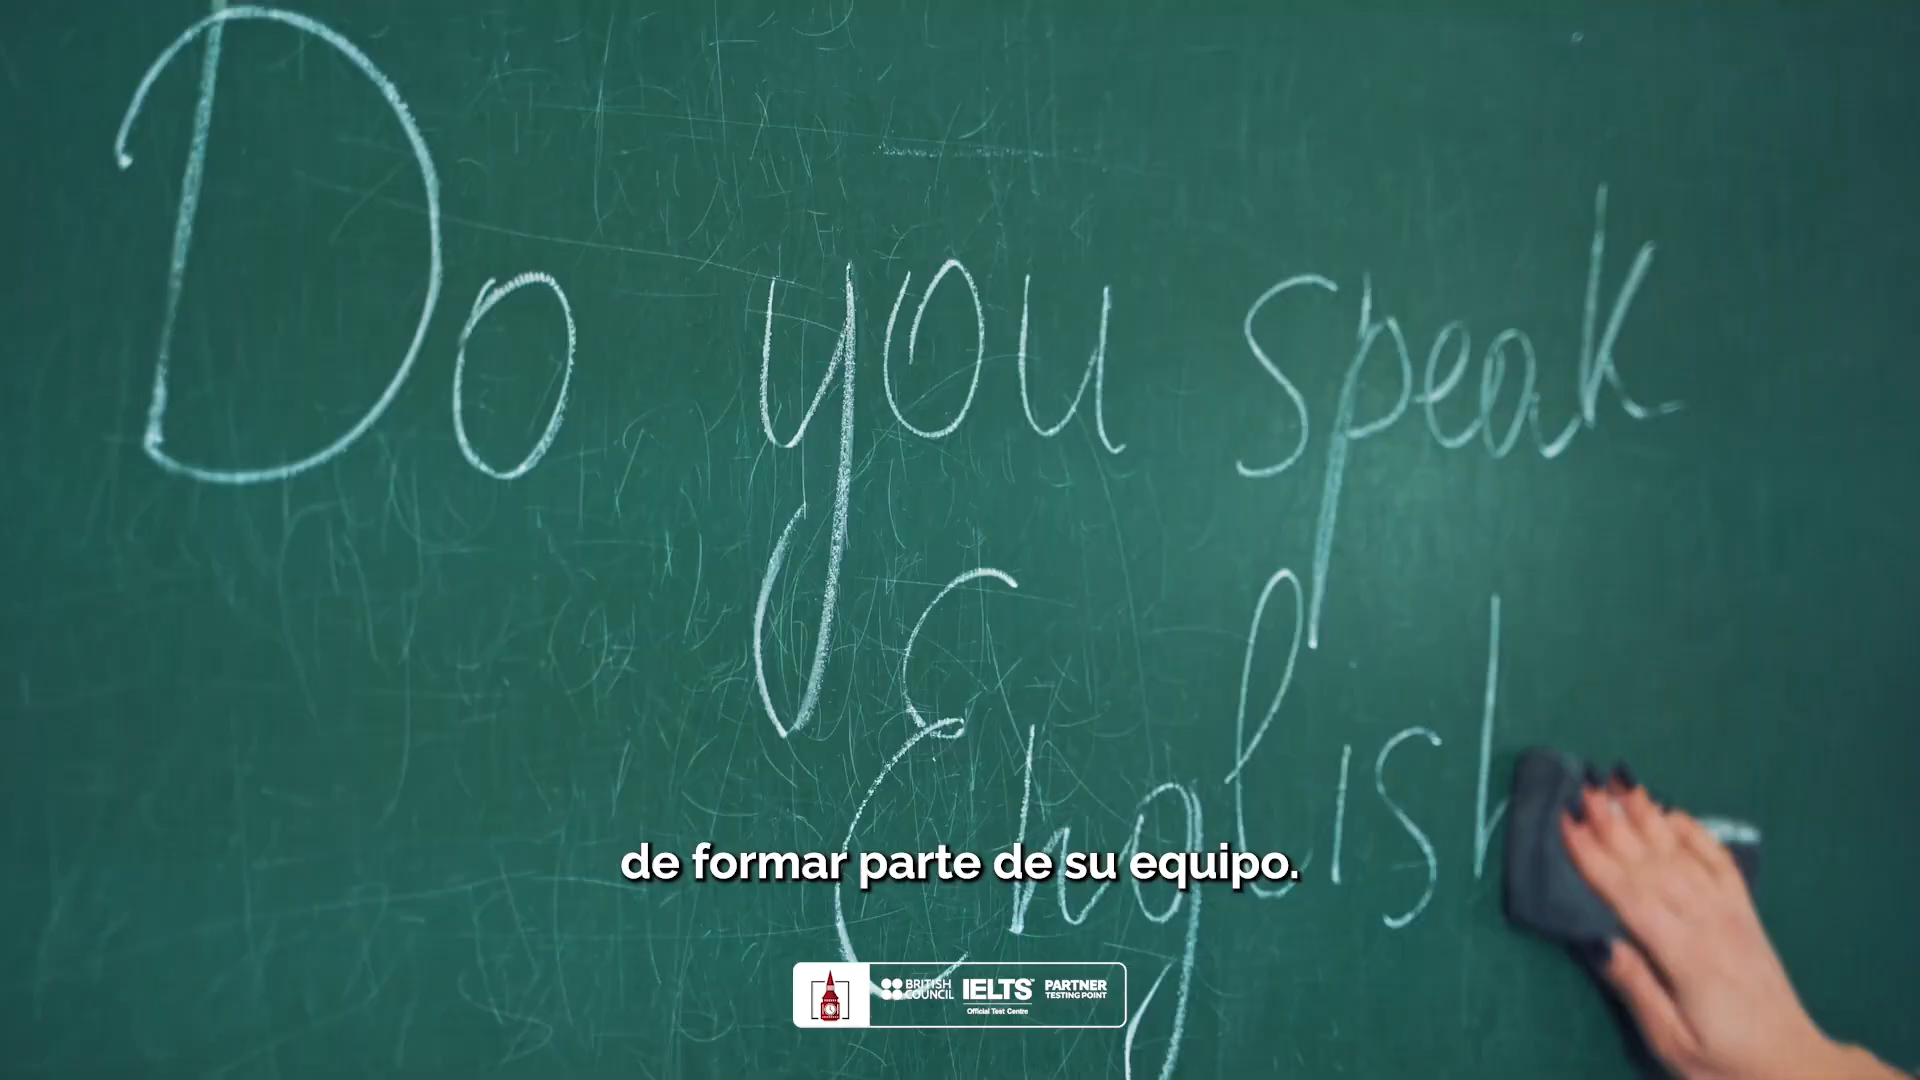 Do you speak
English
de formar parte de su equipo.
BRITISH
COUNCIL
IELTS
Official Test Centre
PARTNER
TESTING POINT